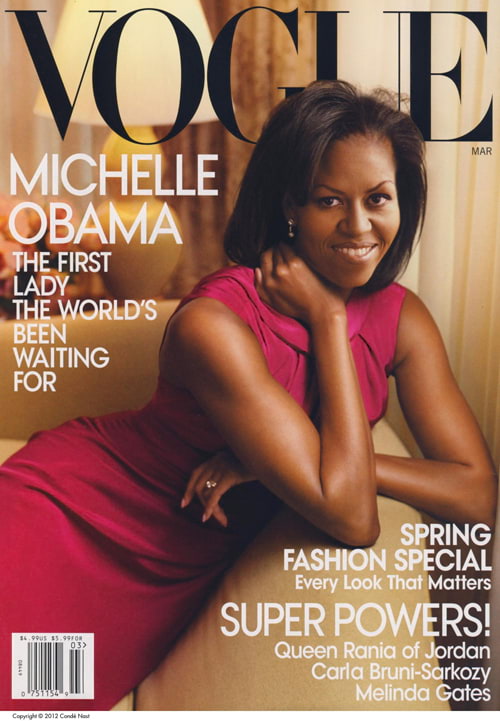 VOGUE
MAR
MICHELLE
OBAMA
THE FIRST
LADY
THE WORLD'S
BEEN
WAITING
FOR
SPRING
FASHION SPECIAL
Every Look That Matters
SUPER POWERS!
Queen Rania of Jordan
Carla Bruni-Sarkozy
Melinda Gates
$4.99US $5.99FOR
03>
0 751154 9
Copyright © 2012 Condé Nast